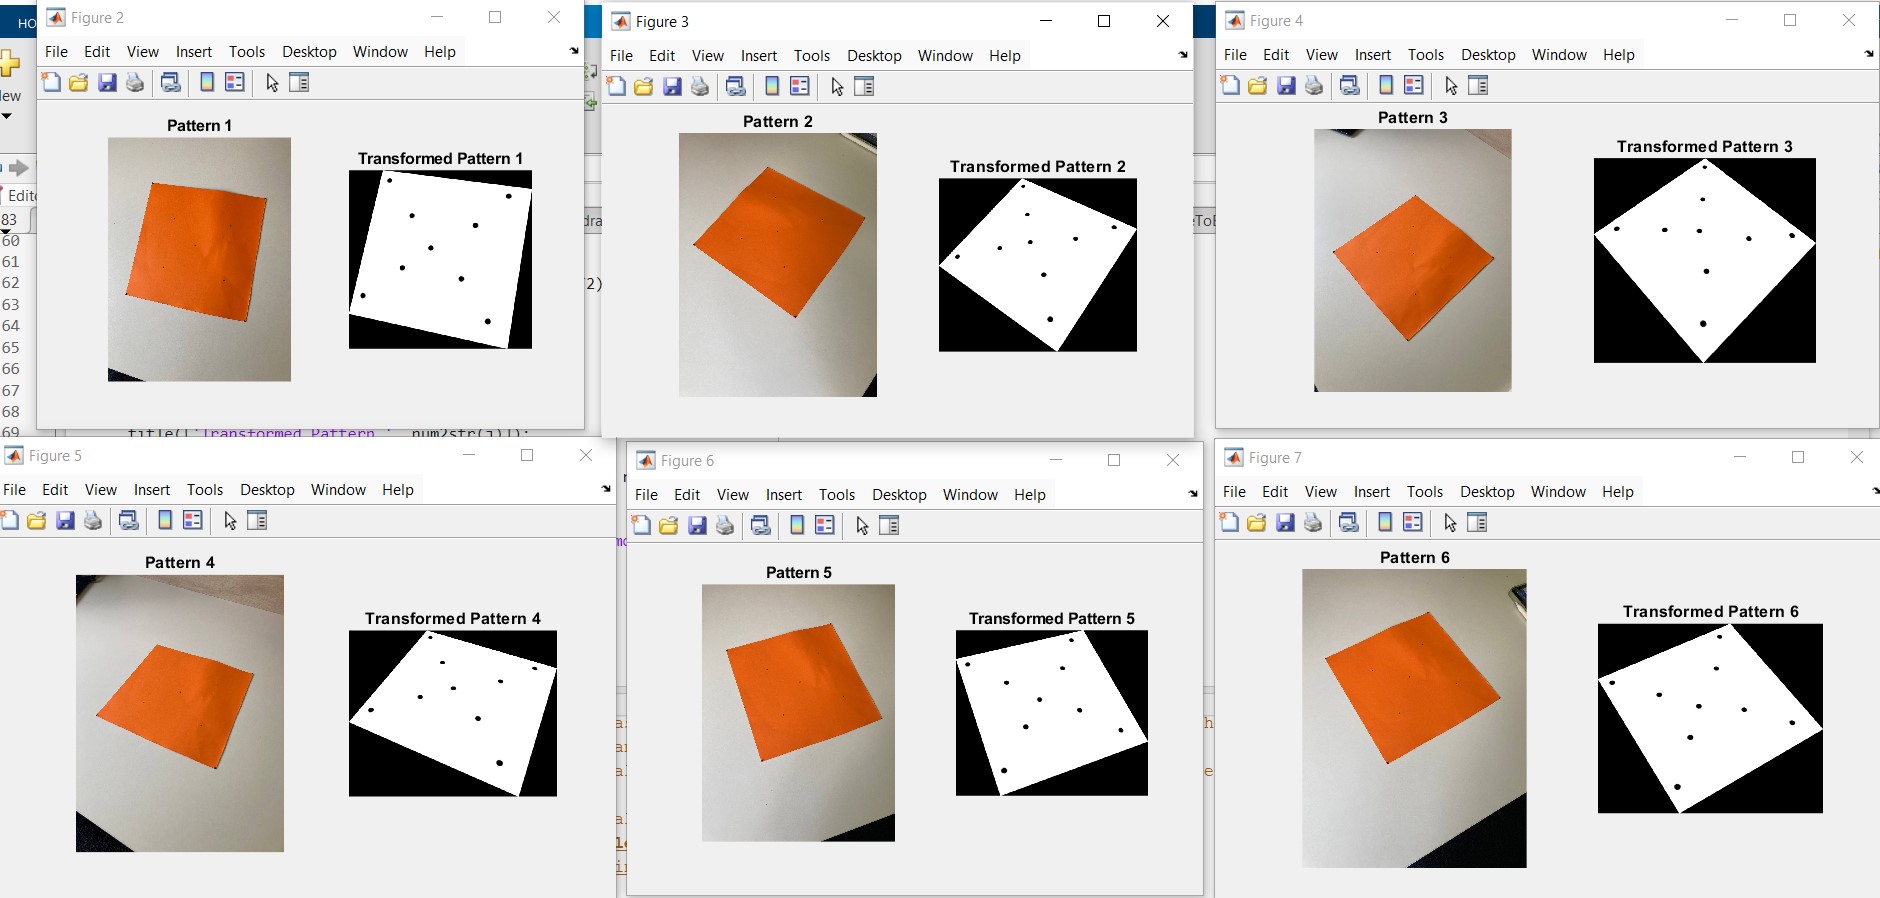 HO
Figure 2
File Edit View Insert Tools Desktop Window Help
Pattern 1
Transformed Pattern 1
Figure 3
File Edit View Insert Tools Desktop Window Help
Pattern 2
Transformed Pattern 2
Figure 4
File Edit View Insert Tools Desktop Window Help
Pattern 3
Transformed Pattern 3
ew
Edito
83
60
61
62
63
64
65
66
67
68
69
2)
title(['Transformed Pattern ' num2str(i)]);
Figure 5
File Edit View Insert Tools Desktop Window Help
Pattern 4
Transformed Pattern 4
Figure 6
File Edit View Insert Tools Desktop Window Help
Pattern 5
Transformed Pattern 5
Figure 7
File Edit View Insert Tools Desktop Window Help
Pattern 6
Transformed Pattern 6